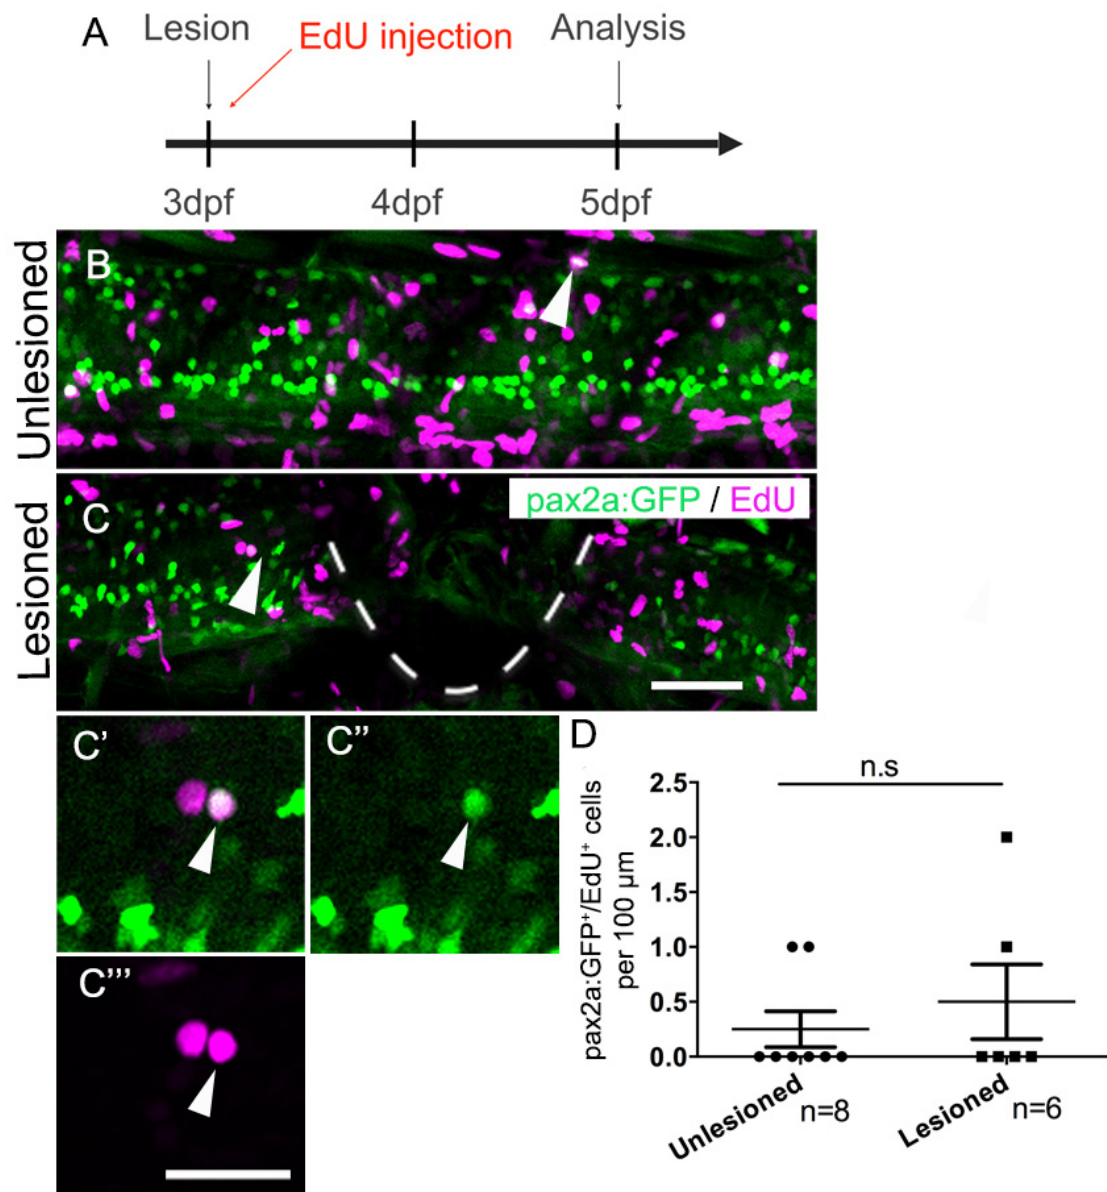 A
Lesion
EdU injection
Analysis
3dpf
4dpf
5dpf
Unlesioned
B
Lesioned
C
pax2a:GFP / EdU
C'
C''
C'''
D
n.s
pax2a:GFP⁺/EdU⁺ cells
per 100 µm
2.5
2.0
1.5
1.0
0.5
0.0
Unlesioned
n=8
Lesioned
n=6